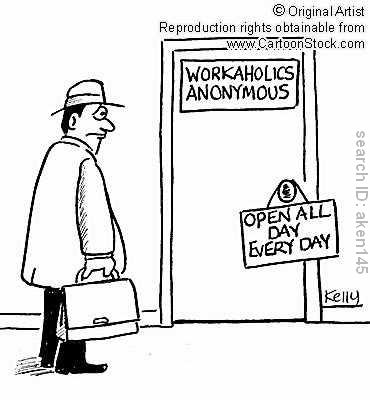 © Original Artist
Reproduction rights obtainable from
www.CartoonStock.com
WORKAHOLICS
ANONYMOUS
OPEN ALL
DAY
EVERY DAY
search ID: aken145
Kelly